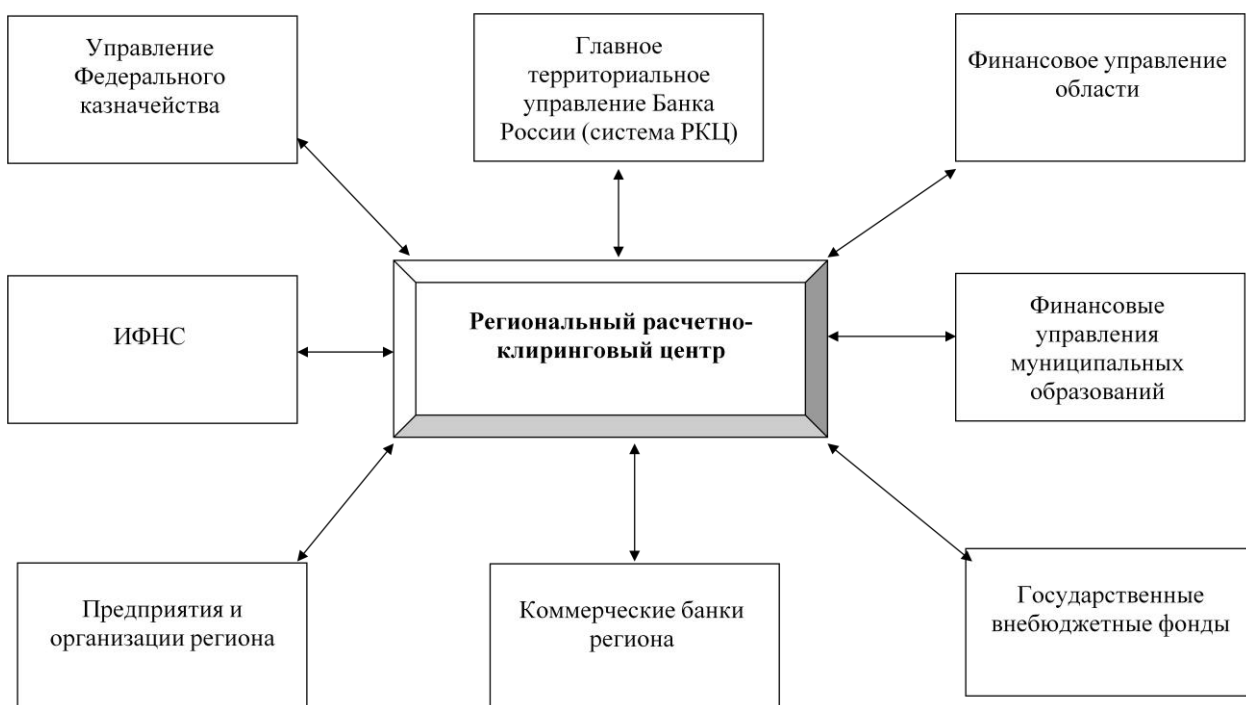 Управление
Федерального
казначейства
Главное
территориальное
управление Банка
России (система РКЦ)
Финансовое управление
области
ИФНС
Региональный расчетно-
клиринговый центр
Финансовые
управления
муниципальных
образований
Предприятия и
организации региона
Коммерческие банки
региона
Государственные
внебюджетные фонды